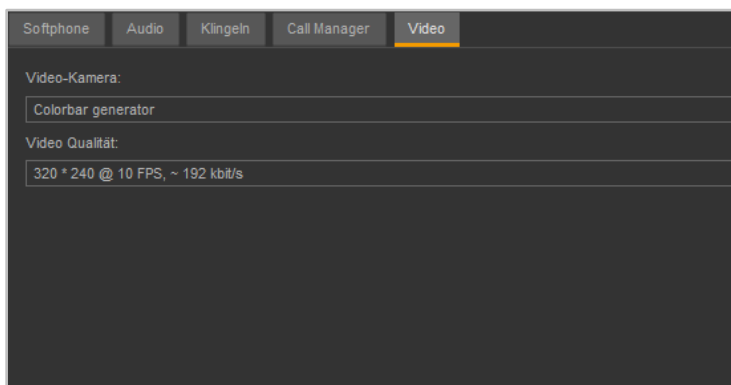 Softphone Audio Klingeln Call Manager Video
Video-Kamera:
Colorbar generator
Video Qualität:
320 * 240 @ 10 FPS, ~ 192 kbit/s